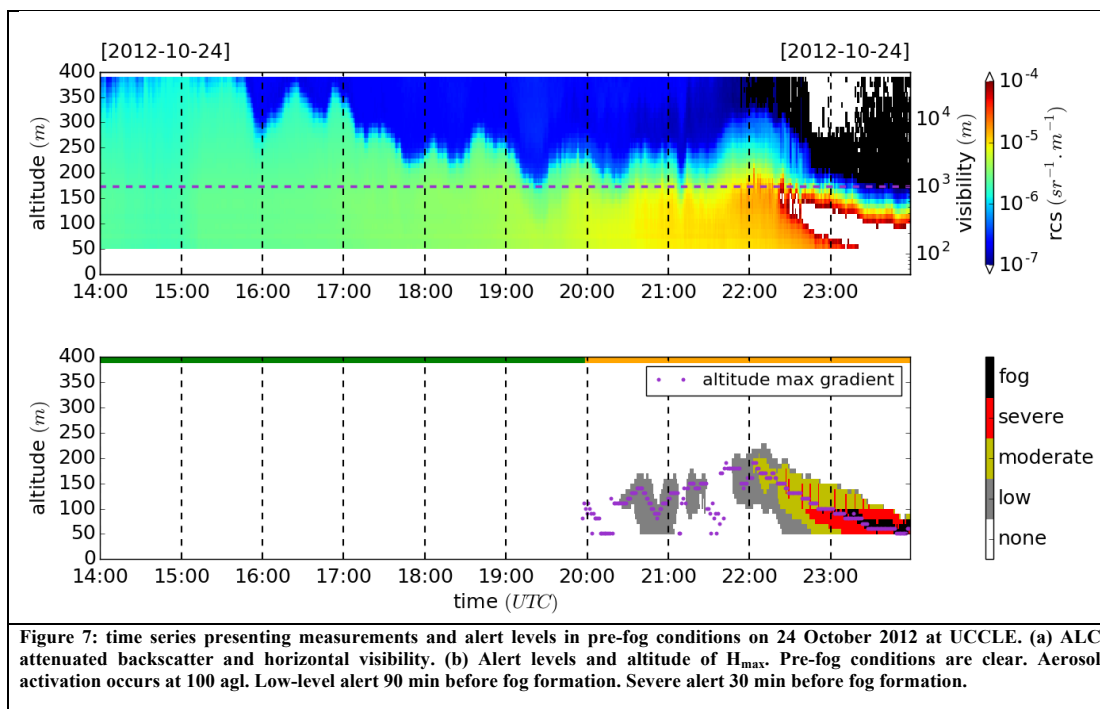 [2012-10-24] [2012-10-24]
400
350
300
250
200
150
100
50
0
altitude (m)
14:00 15:00 16:00 17:00 18:00 19:00 20:00 21:00 22:00 23:00
10^4
10^3
10^2
visibility (m)
10^-4
10^-5
10^-6
10^-7
rcs (sr^-1.m^-1)
400
350
300
250
200
150
100
50
0
altitude (m)
altitude max gradient
14:00 15:00 16:00 17:00 18:00 19:00 20:00 21:00 22:00 23:00
time (UTC)
fog
severe
moderate
low
none
Figure 7: time series presenting measurements and alert levels in pre-fog conditions on 24 October 2012 at UCCLE. (a) ALC
attenuated backscatter and horizontal visibility. (b) Alert levels and altitude of Hmax. Pre-fog conditions are clear. Aerosol
activation occurs at 100 agl. Low-level alert 90 min before fog formation. Severe alert 30 min before fog formation.